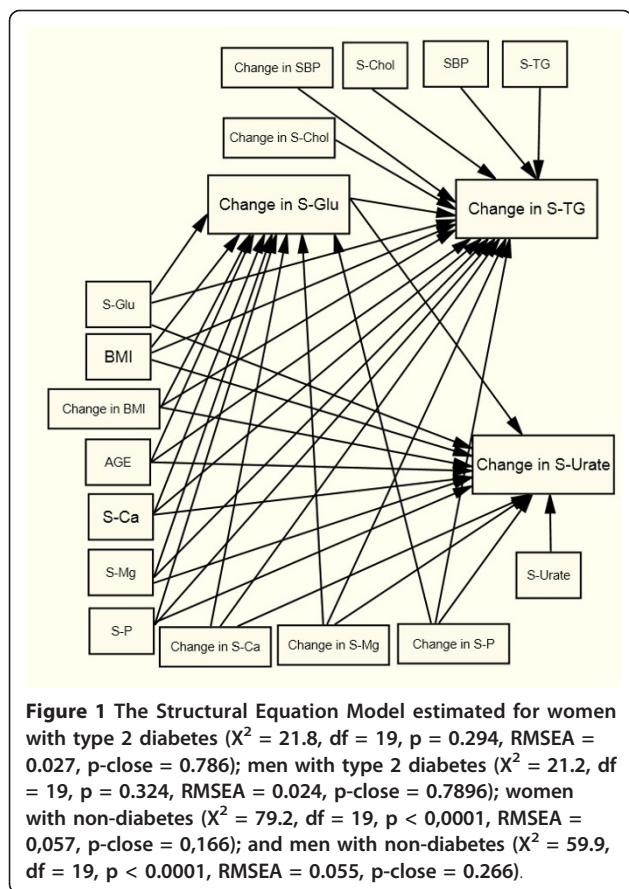 Change in SBP
S-Chol
SBP
S-TG
Change in S-Chol
Change in S-Glu
Change in S-TG
S-Glu
BMI
Change in BMI
AGE
Change in S-Urate
S-Ca
S-Mg
S-Urate
S-P
Change in S-Ca
Change in S-Mg
Change in S-P
Figure 1 The Structural Equation Model estimated for women
with type 2 diabetes (X² = 21.8, df = 19, p = 0.294, RMSEA =
0.027, p-close = 0.786); men with type 2 diabetes (X² = 21.2, df
= 19, p = 0.324, RMSEA = 0.024, p-close = 0.7896); women
with non-diabetes (X² = 79.2, df = 19, p < 0,0001, RMSEA =
0,057, p-close = 0,166); and men with non-diabetes (X² = 59.9,
df = 19, p < 0.0001, RMSEA = 0.055, p-close = 0.266).